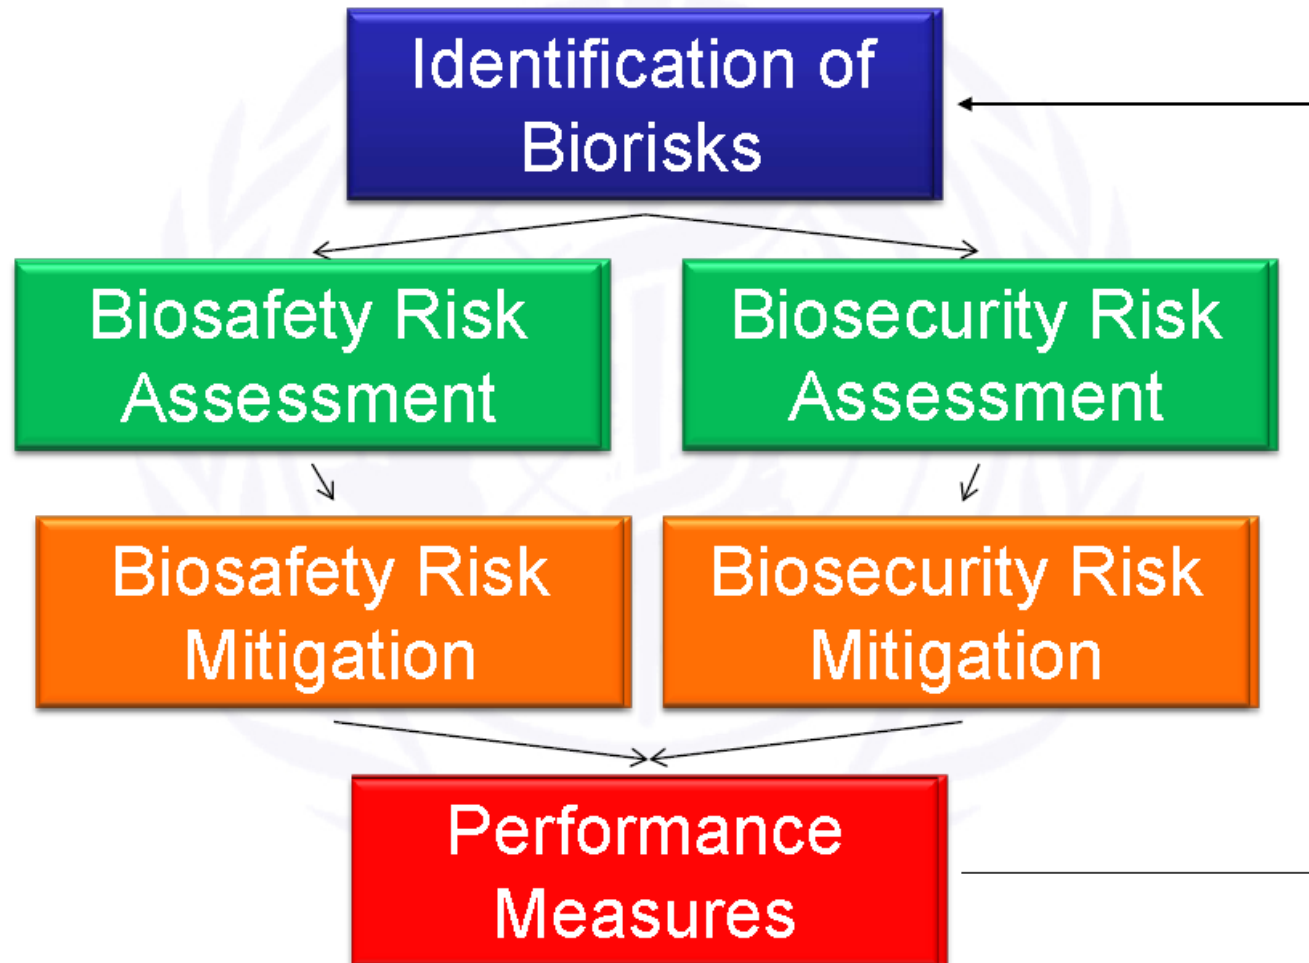 Identification of
Biorisks
Biosafety Risk
Assessment
Biosecurity Risk
Assessment
Biosafety Risk
Mitigation
Biosecurity Risk
Mitigation
Performance
Measures